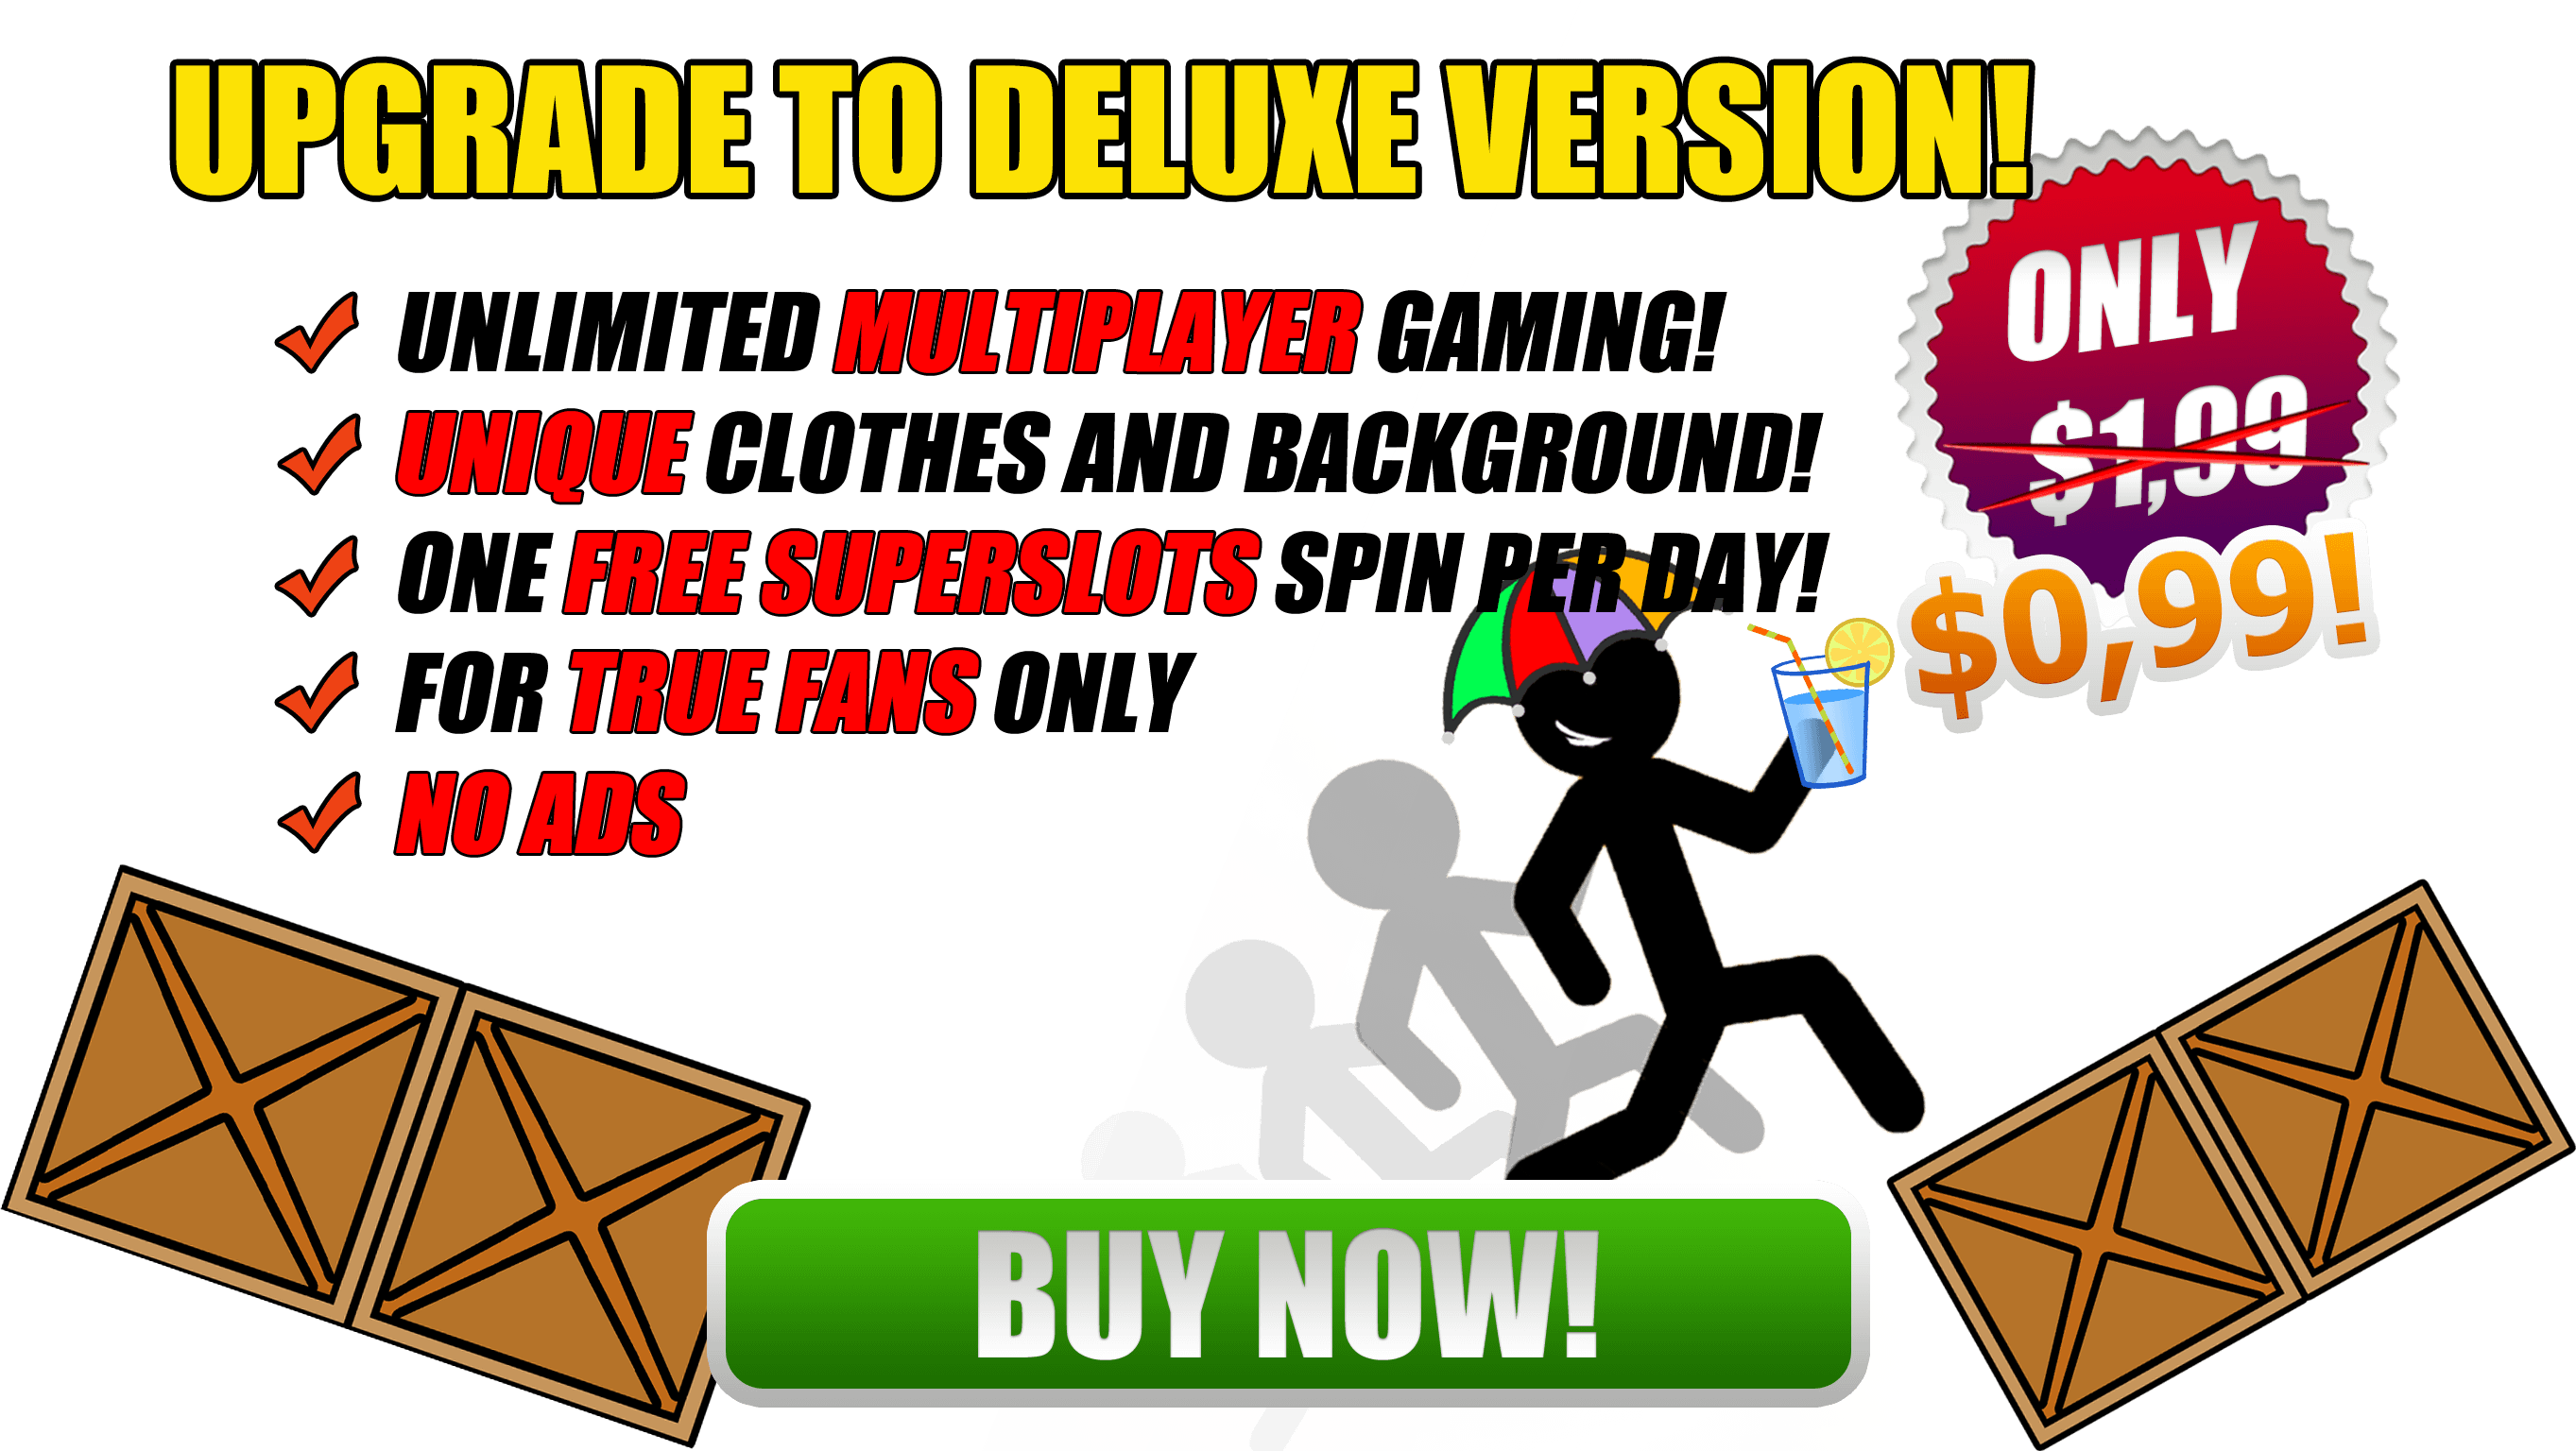 UPGRADE TO DELUXE VERSION!
UNLIMITED MULTIPLAYER GAMING!
UNIQUE CLOTHES AND BACKGROUND!
ONE FREE SUPERSLOTS SPIN PER DAY!
FOR TRUE FANS ONLY
NO ADS
ONLY
$1,99
$0,99!
BUY NOW!